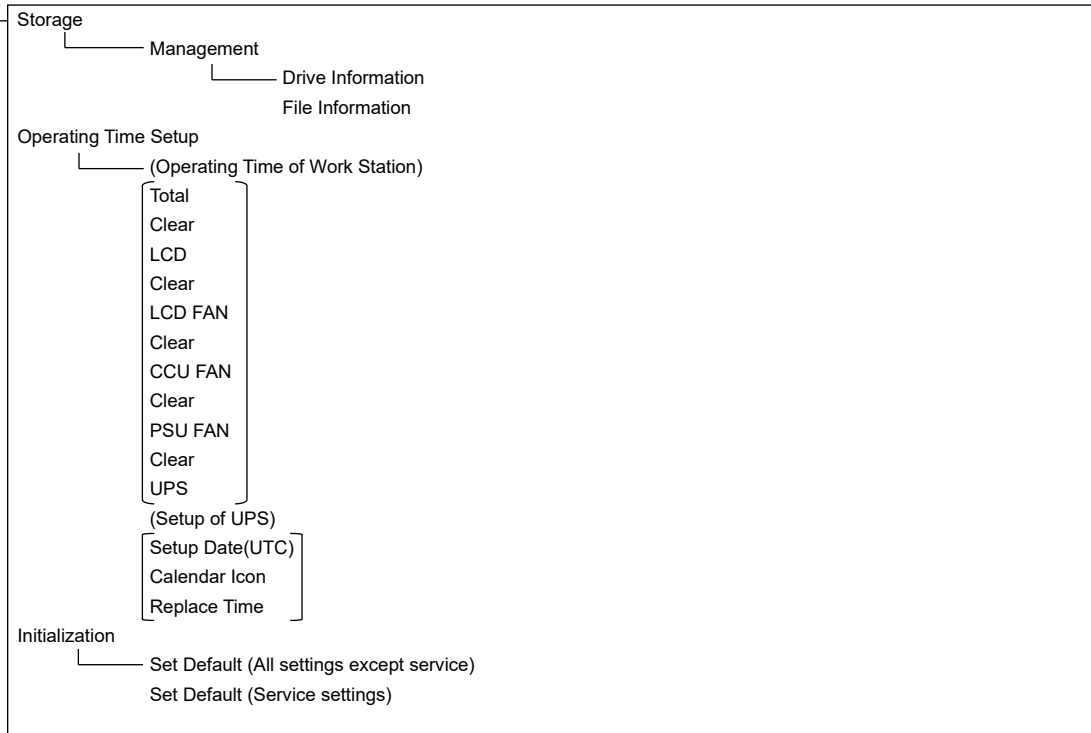 Storage
Management
Drive Information
File Information
Operating Time Setup
(Operating Time of Work Station)
Total
Clear
LCD
Clear
LCD FAN
Clear
CCU FAN
Clear
PSU FAN
Clear
UPS
(Setup of UPS)
Setup Date(UTC)
Calendar Icon
Replace Time
Initialization
Set Default (All settings except service)
Set Default (Service settings)